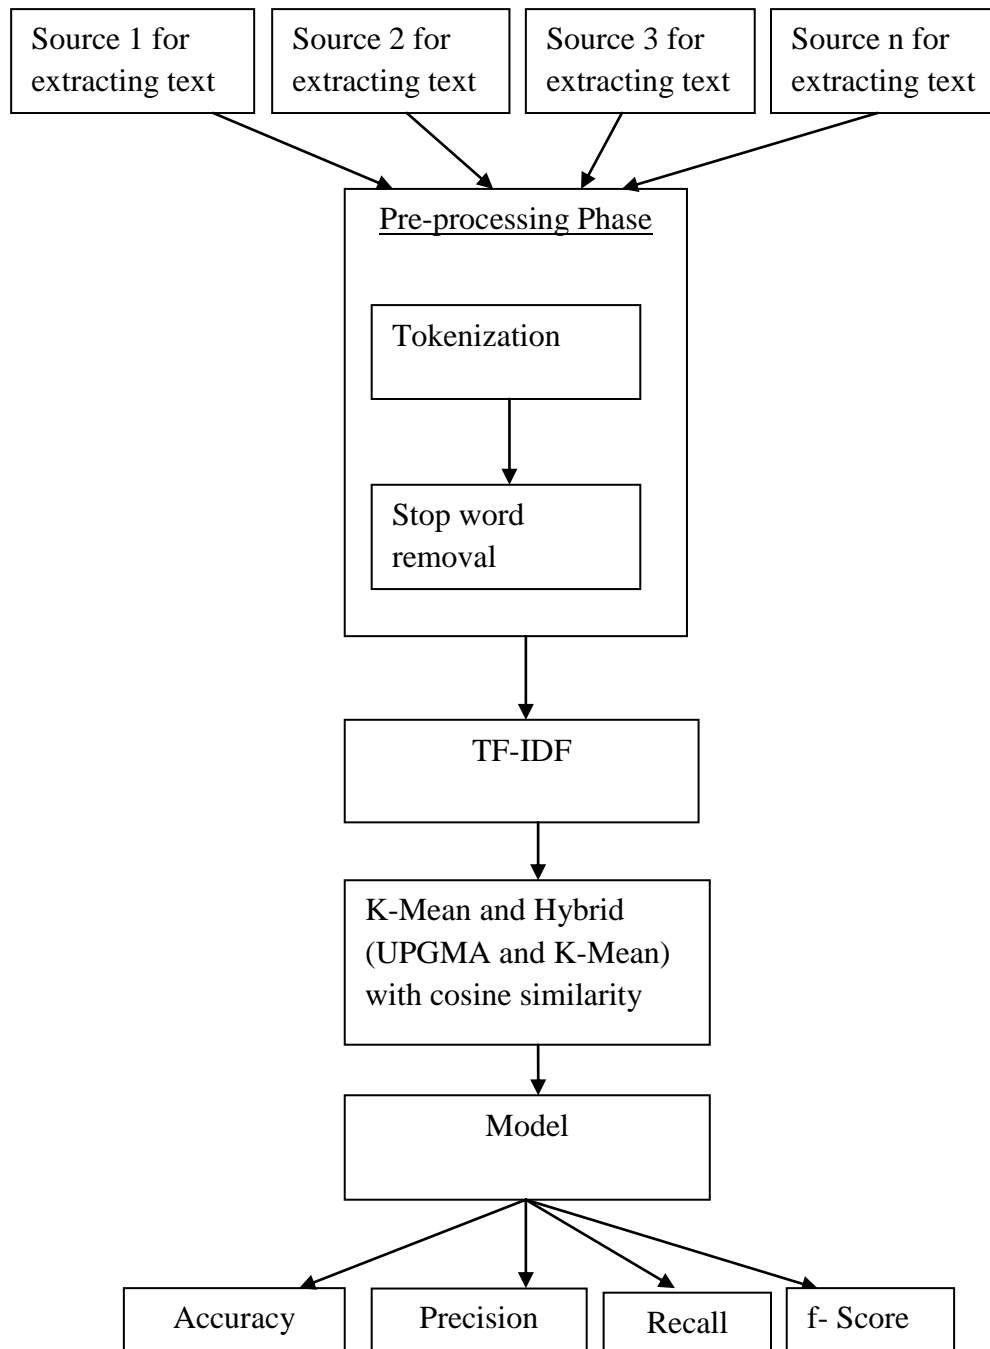 Source 1 for
extracting text
Source 2 for
extracting text
Source 3 for
extracting text
Source n for
extracting text
Pre-processing Phase
Tokenization
Stop word
removal
TF-IDF
K-Mean and Hybrid
(UPGMA and K-Mean)
with cosine similarity
Model
Accuracy
Precision
Recall
f- Score